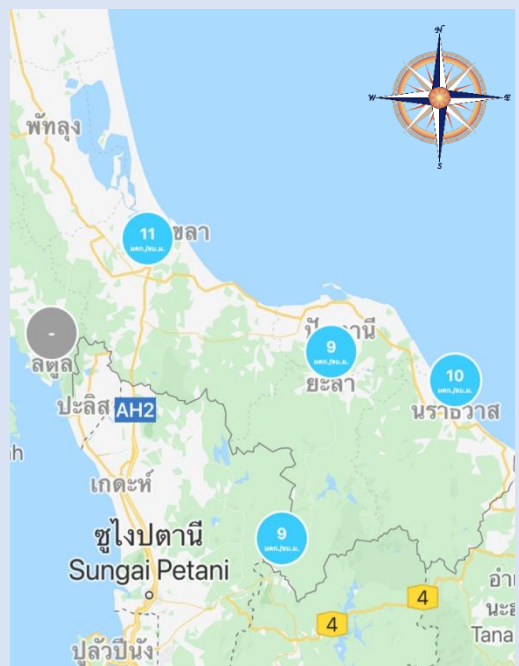 N
W
E
S
พัทลุง
11
มคก./ลบ.ม.
ขลา
-
สตูล
9
มคก./ลบ.ม.
ยะลา
10
มคก./ลบ.ม.
นราธิวาส
ปะลิส
AH2
เกดะห์
ซูไงปตานี
Sungai Petani
9
มคก./ลบ.ม.
4
4
Tana
ปูลัวปีนัง